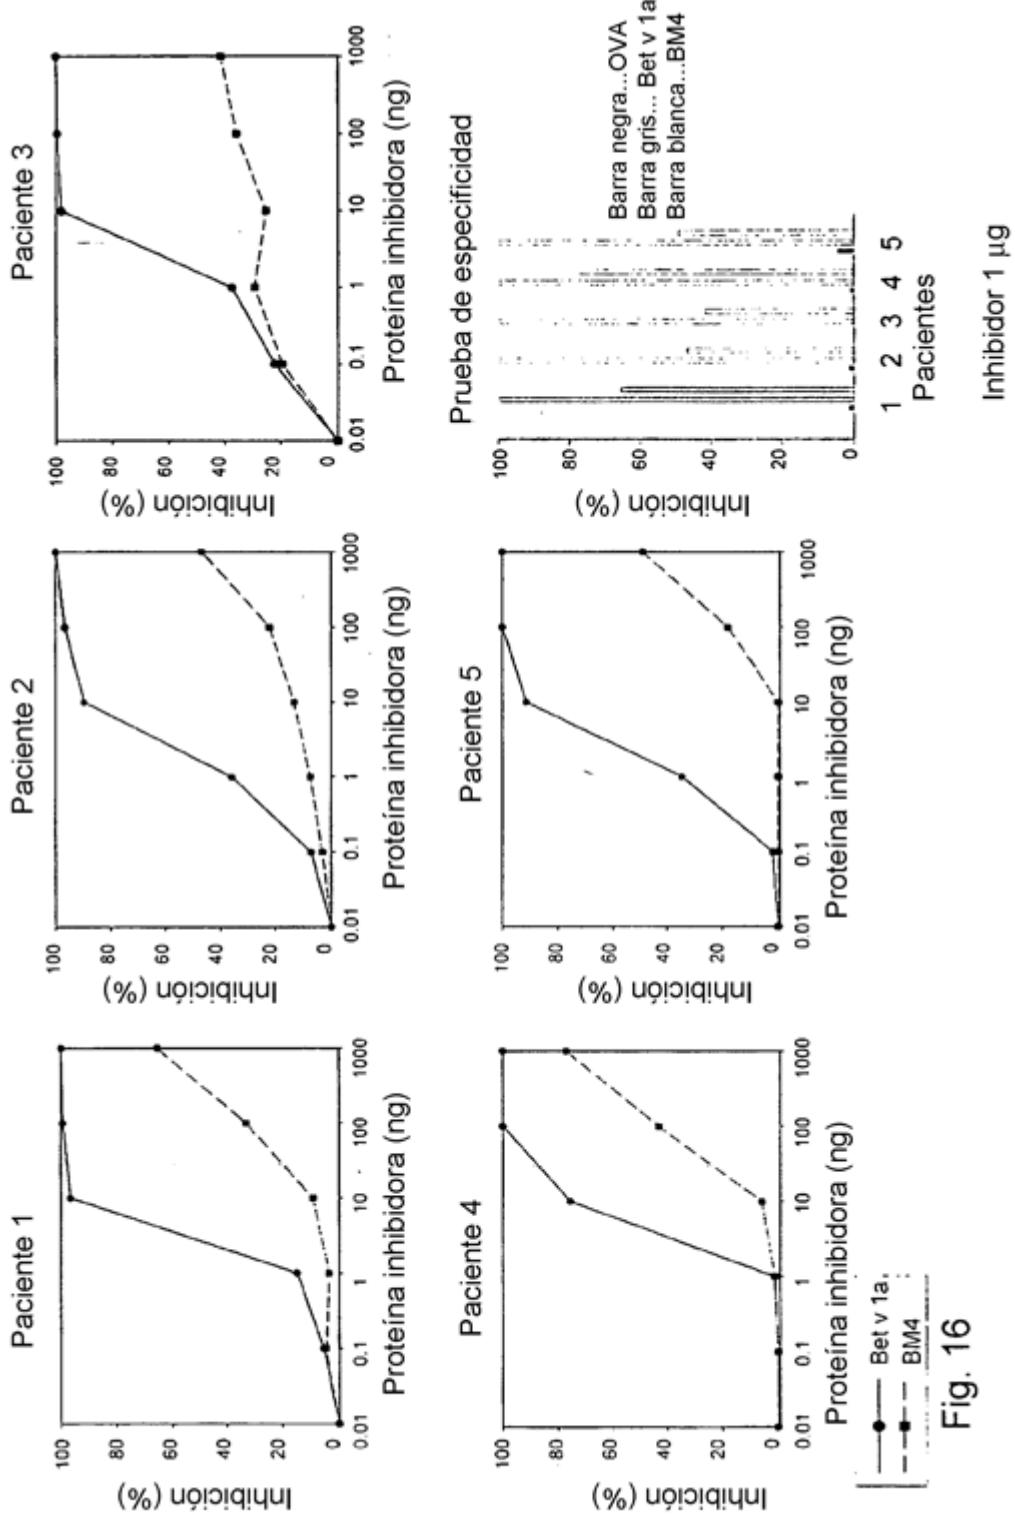 Paciente 1
Inhibición (%)
100
80
60
40
20
0
0.01
0.1
1
10
100
1000
Proteína inhibidora (ng)
Paciente 2
Inhibición (%)
100
80
60
40
20
0
0.01
0.1
1
10
100
1000
Proteína inhibidora (ng)
Paciente 3
Inhibición (%)
100
80
60
40
20
0
0.01
0.1
1
10
100
1000
Proteína inhibidora (ng)
Paciente 4
Inhibición (%)
100
80
60
40
20
0
0.01
0.1
1
10
100
1000
Proteína inhibidora (ng)
Paciente 5
Inhibición (%)
100
80
60
40
20
0
0.01
0.1
1
10
100
1000
Proteína inhibidora (ng)
Prueba de especificidad
Inhibición (%)
100
80
60
40
20
0
1
2
3
4
5
Pacientes
Barra negra...OVA
Barra gris... Bet v 1a
Barra blanca...BM4
Inhibidor 1 µg
Bet v 1a
BM4
Fig. 16